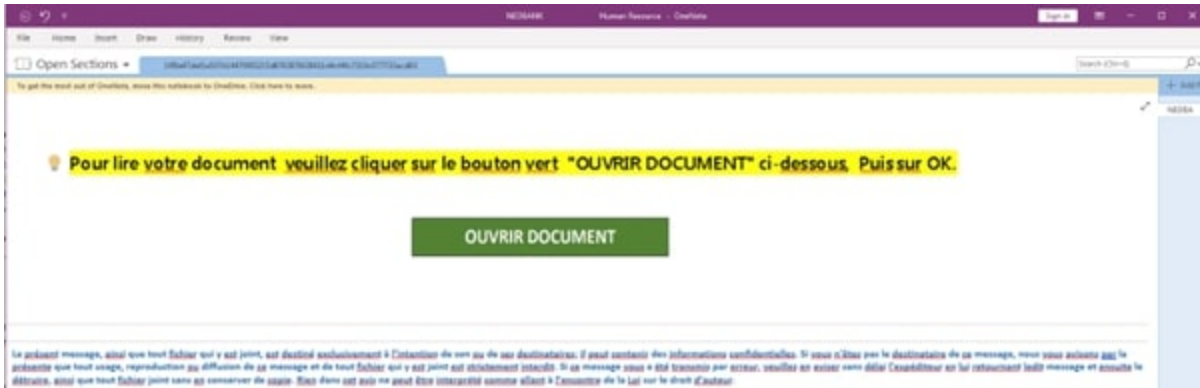 NEDBANK Human Resource - OneNote Sign in
File Home Insert Draw History Review View
Open Sections Search (Ctrl+E)
To get the most out of OneNote, move this notebook to OneDrive. Click here to move.
NEDBA
Pour lire votre document veuillez cliquer sur le bouton vert "OUVRIR DOCUMENT" ci-dessous, Puis sur OK.
OUVRIR DOCUMENT
Le présent message, ainsi que tout fichier qui y est joint, est destiné exclusivement à l'intention de son ou de ses destinataires; il peut contenir des informations confidentielles. Si vous n'êtes pas le destinataire de ce message, nous vous avisons par la
présente que tout usage, reproduction ou diffusion de ce message et de tout fichier qui y est joint est strictement interdit. Si ce message vous a été transmis par erreur, veuillez en aviser sans délai l'expéditeur en lui retournant ledit message et ensuite le
détruire, ainsi que tout fichier joint sans en conserver de copie. Rien dans cet avis ne peut être interprété comme allant à l'encontre de la Loi sur le droit d'auteur.